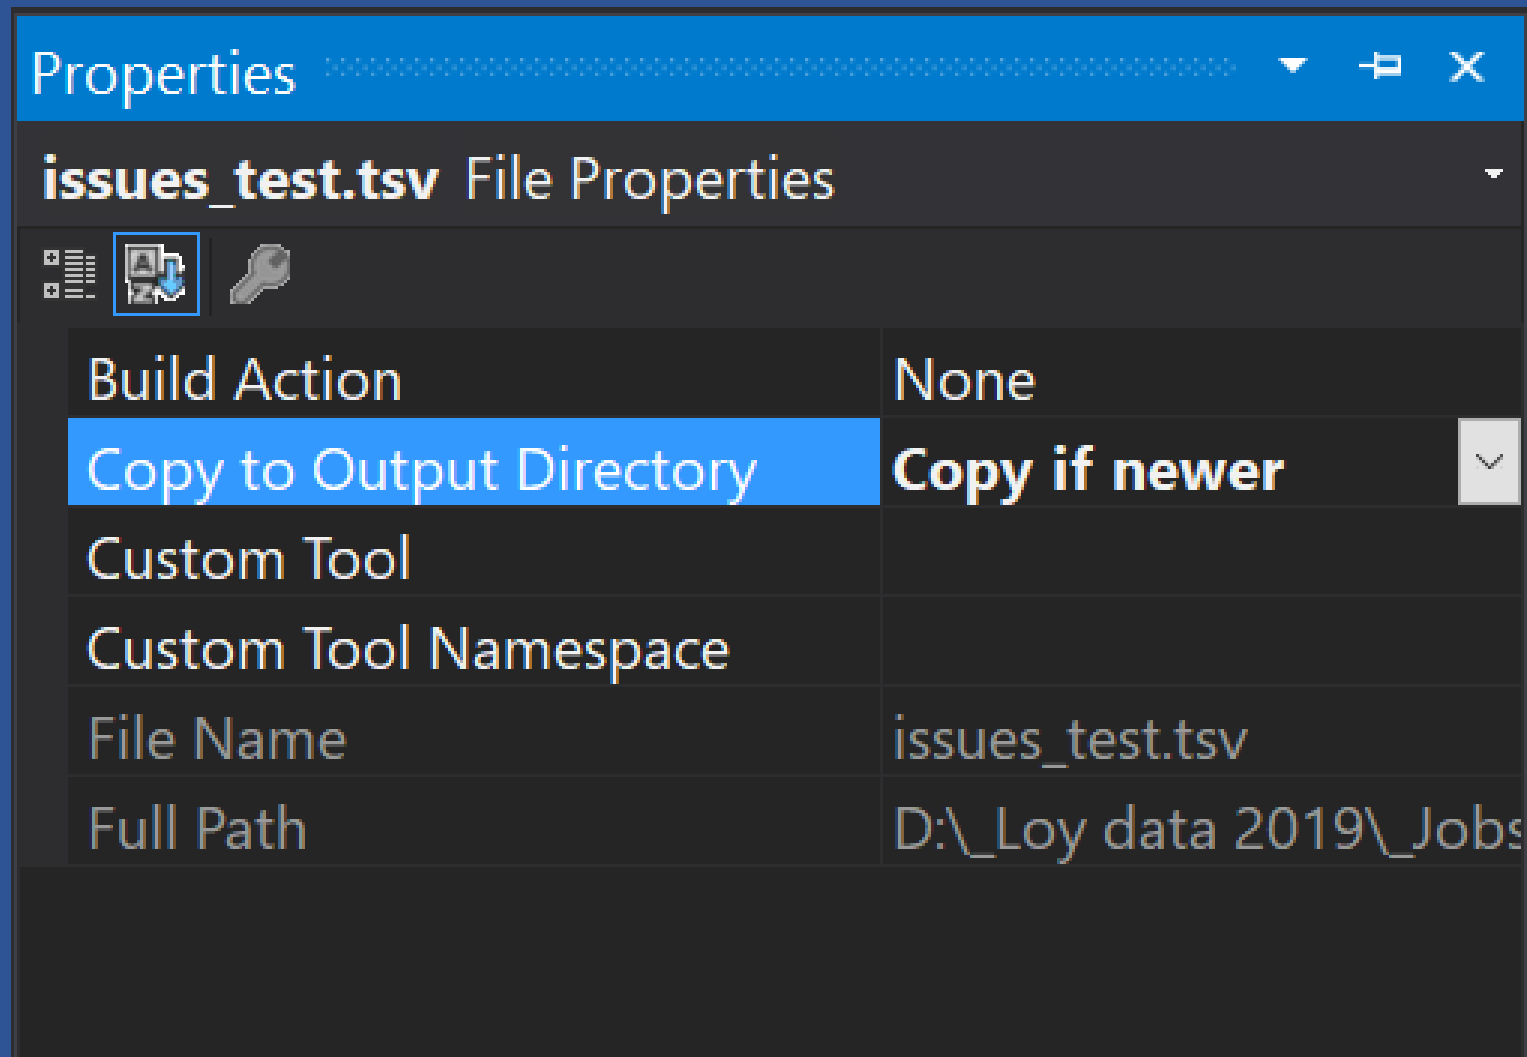 Properties
issues_test.tsv File Properties
Build Action None
Copy to Output Directory Copy if newer
Custom Tool
Custom Tool Namespace
File Name issues_test.tsv
Full Path D:\_Loy data 2019\_Jobs